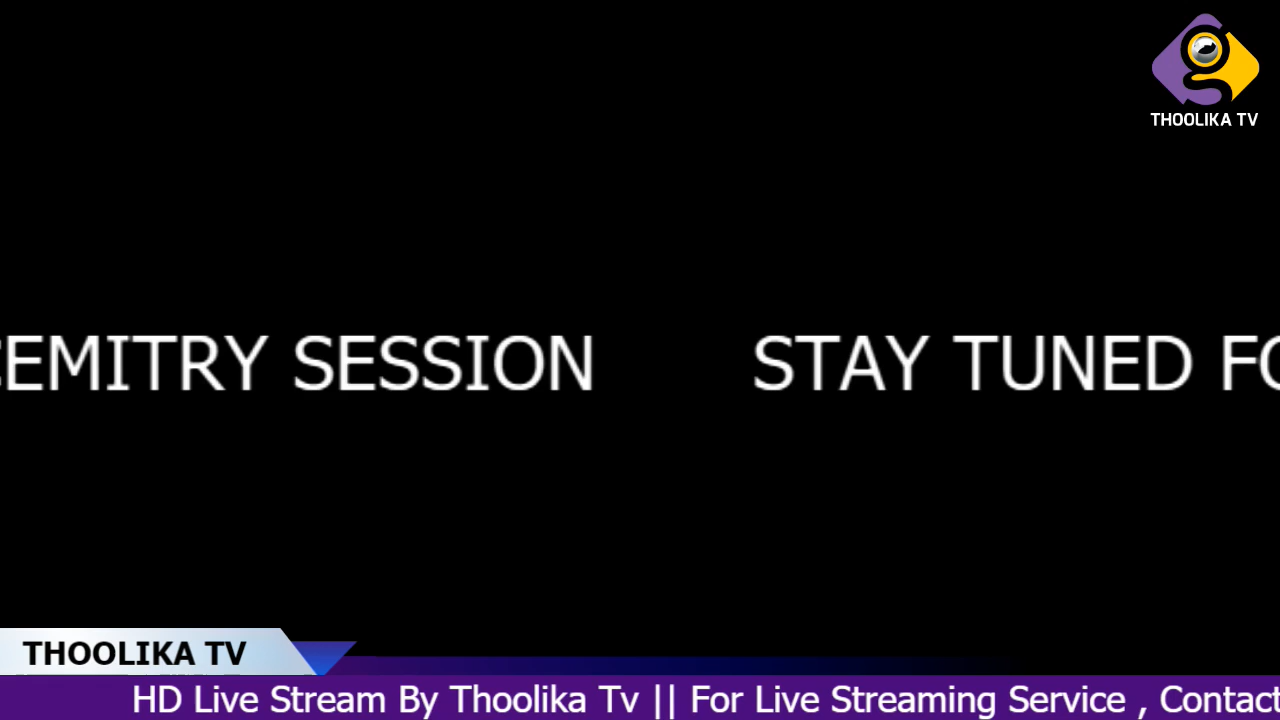 THOOLIKA TV
CEMITRY SESSION STAY TUNED FO
THOOLIKA TV
HD Live Stream By Thoolika Tv || For Live Streaming Service , Contact